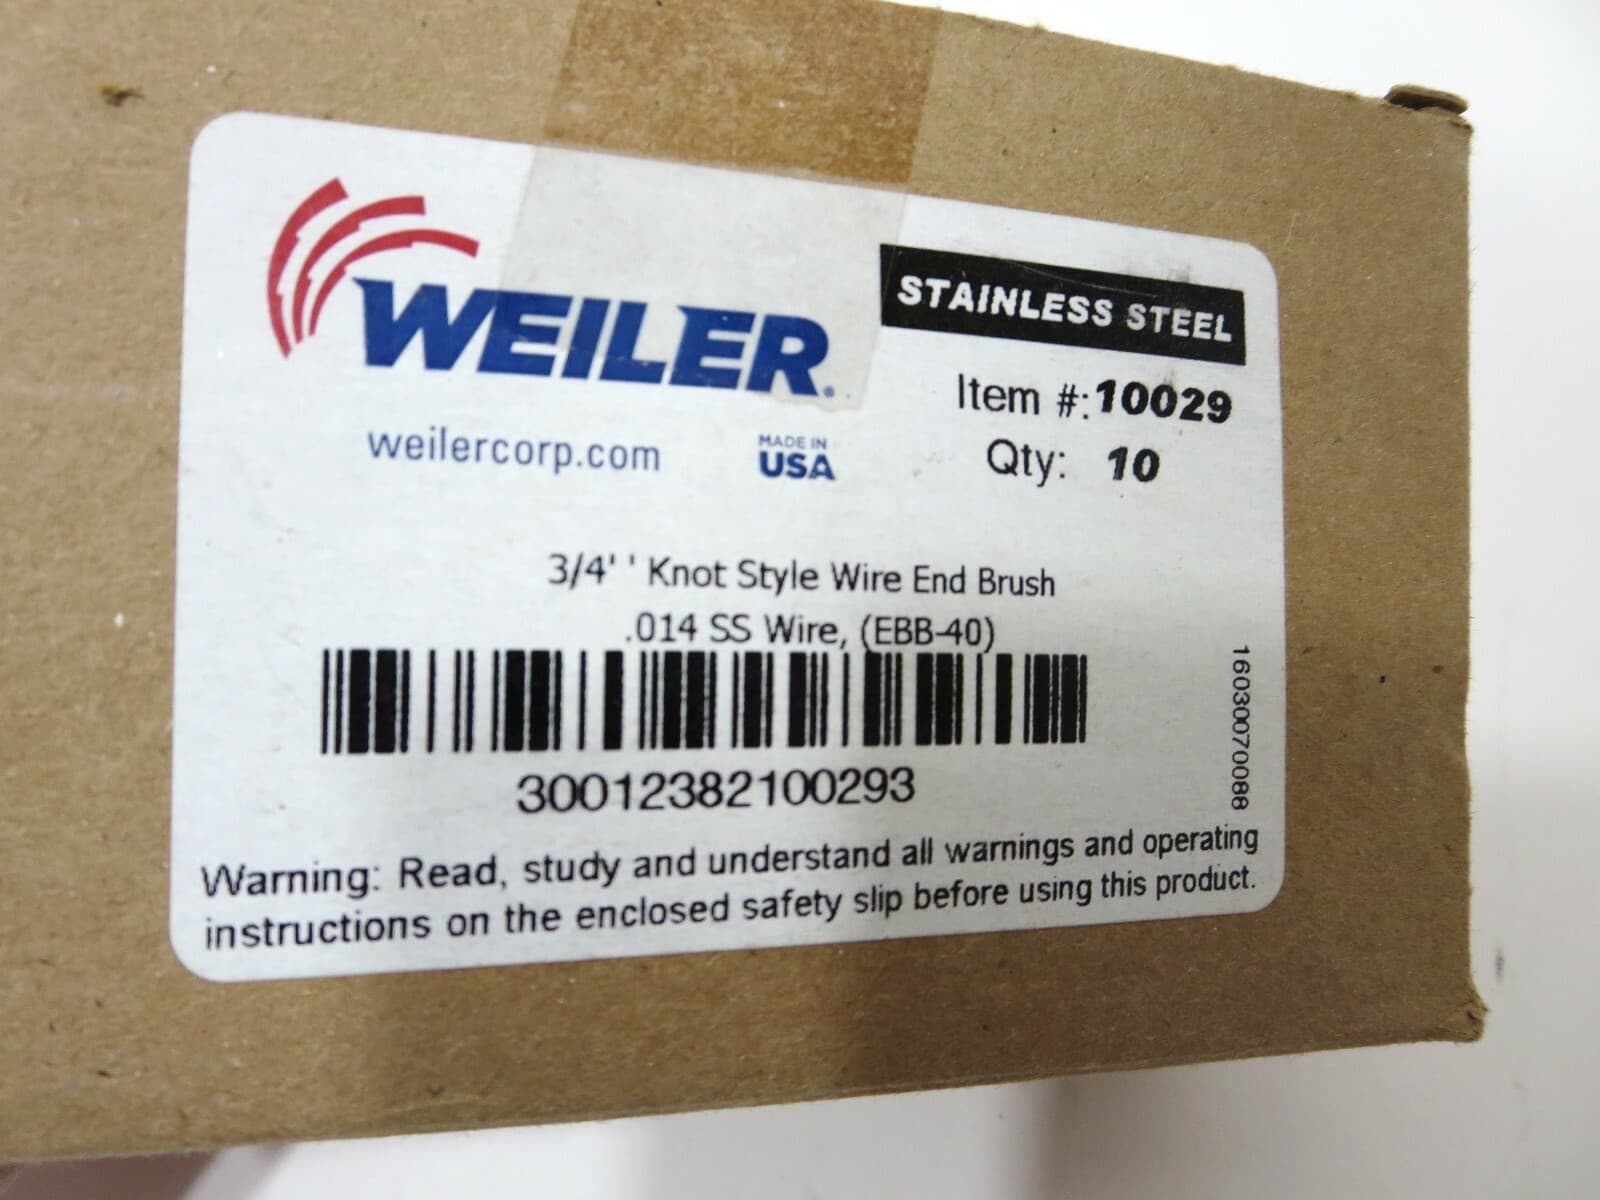 WEILER.
STAINLESS STEEL
Item #:10029
Qty: 10
weilercorp.com
MADE IN
USA
3/4' ' Knot Style Wire End Brush
.014 SS Wire, (EBB-40)
30012382100293
1603007008​8
Warning: Read, study and understand all warnings and operating
instructions on the enclosed safety slip before using this product.